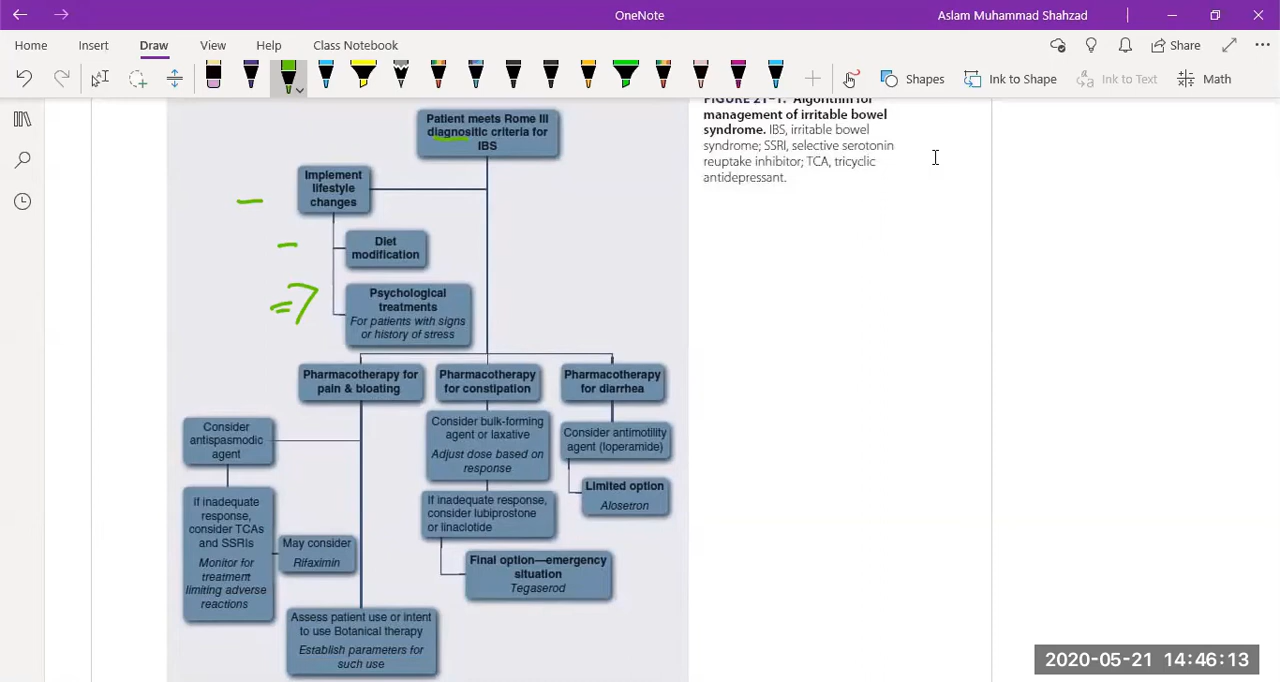 OneNote
Aslam Muhammad Shahzad
Home
Insert
Draw
View
Help
Class Notebook
Share
Shapes
Ink to Shape
Ink to Text
Math
FIGURE 21–1. Algorithm for
management of irritable bowel
syndrome. IBS, irritable bowel
syndrome; SSRI, selective serotonin
reuptake inhibitor; TCA, tricyclic
antidepressant.
Patient meets Rome III
diagnositic criteria for
IBS
Implement
lifestyle
changes
Diet
modification
Psychological
treatments
For patients with signs
or history of stress
Pharmacotherapy for
pain & bloating
Pharmacotherapy
for constipation
Pharmacotherapy
for diarrhea
Consider
antispasmodic
agent
If inadequate
response,
consider TCAs
and SSRIs
Monitor for
treatment
limiting adverse
reactions
May consider
Rifaximin
Assess patient use or intent
to use Botanical therapy
Establish parameters for
such use
Consider bulk-forming
agent or laxative
Adjust dose based on
response
If inadequate response,
consider lubiprostone
or linaclotide
Final option—emergency
situation
Tegaserod
Consider antimotility
agent (loperamide)
Limited option
Alosetron
2020-05-21 14:46:13